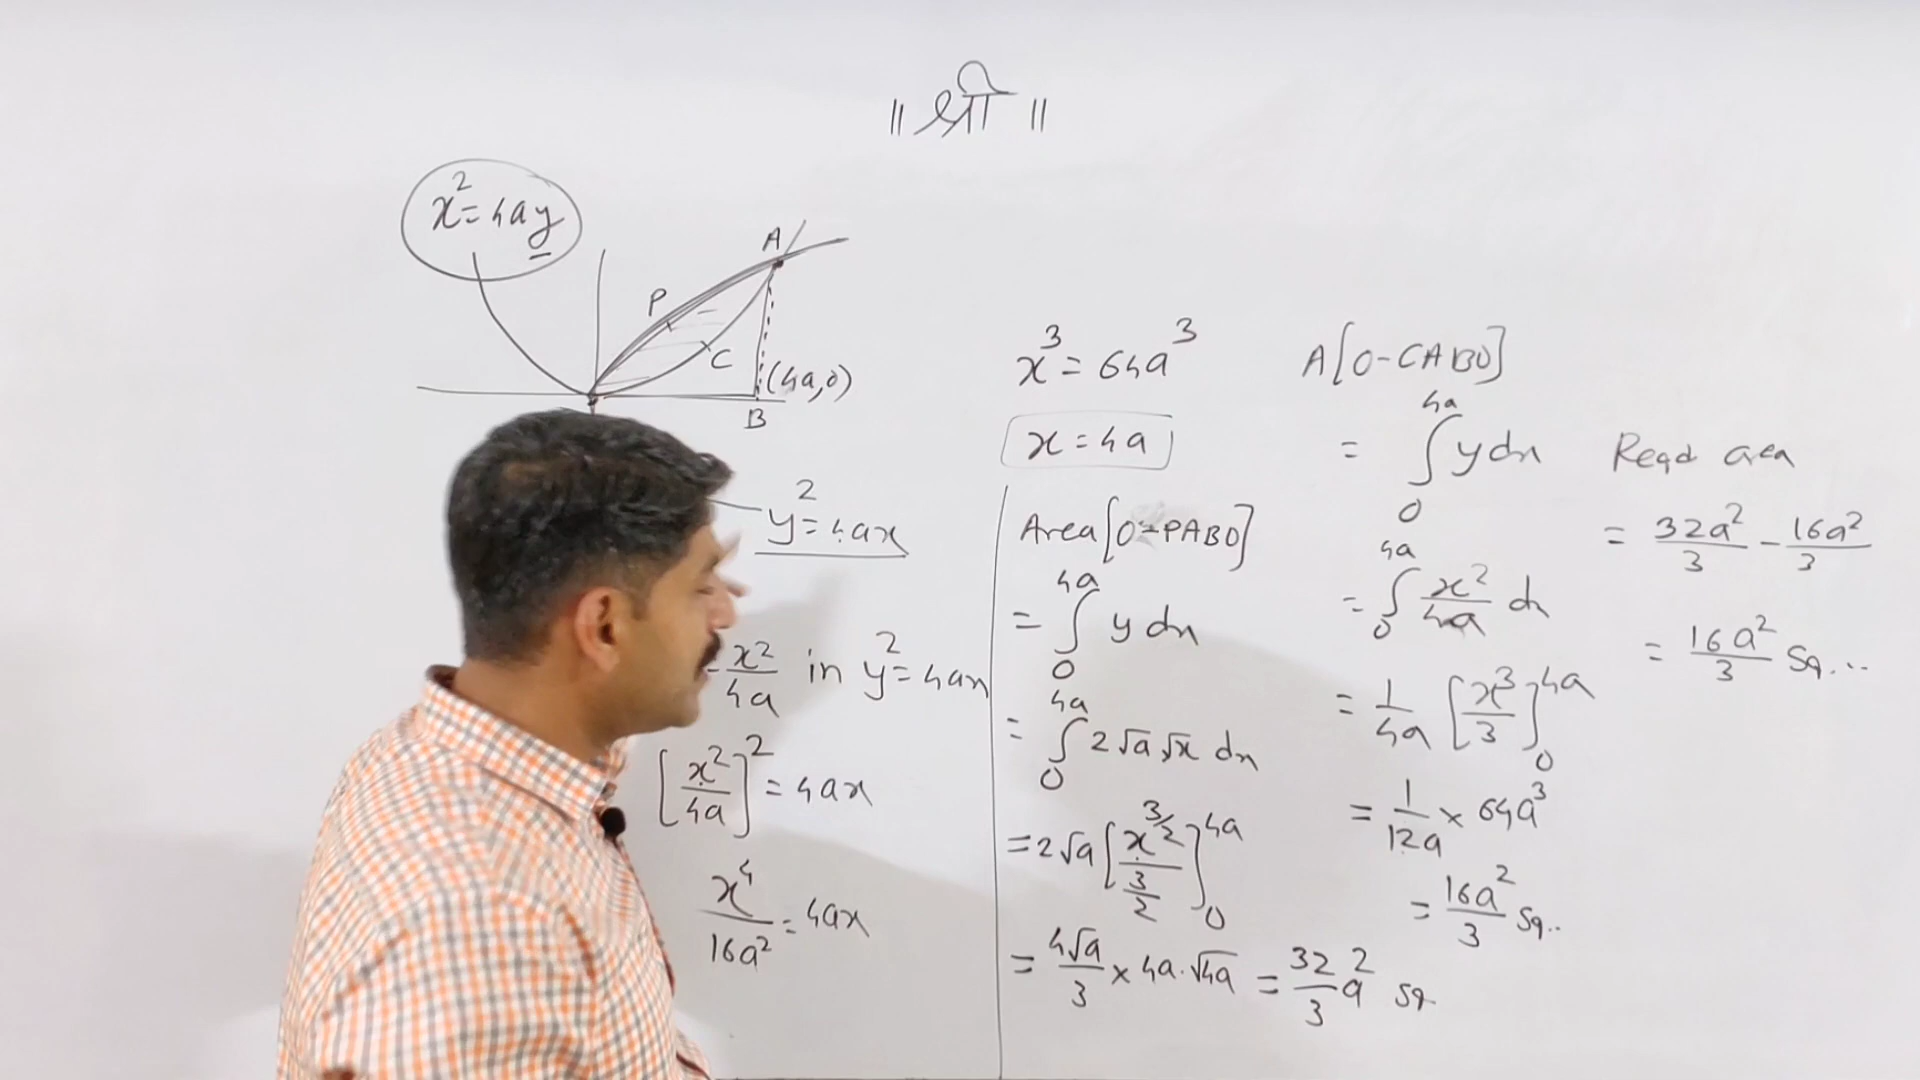 ॥ श्री ॥
x² = 4ay
A
P
C
(4a,0)
B
y² = 4ax
x²/4a in y² = 4ax
[x²/4a]² = 4ax
x⁴/16a² = 4ax
x³ = 64a³
x = 4a
Area[O-PABO]
= ∫₀⁴ᵃ y dx
= ∫₀⁴ᵃ 2√a √x dx
= 2√a [x^(3/2) / (3/2)]₀⁴ᵃ
= 4√a/3 × 4a·√4a = 32/3 a² sq
A[O-CABO]
= ∫₀⁴ᵃ y dx
= ∫₀⁴ᵃ x²/4a dx
= 1/4a [x³/3]₀⁴ᵃ
= 1/12a × 64a³
= 16a²/3 sq..
Reqd area
= 32a²/3 - 16a²/3
= 16a²/3 sq...